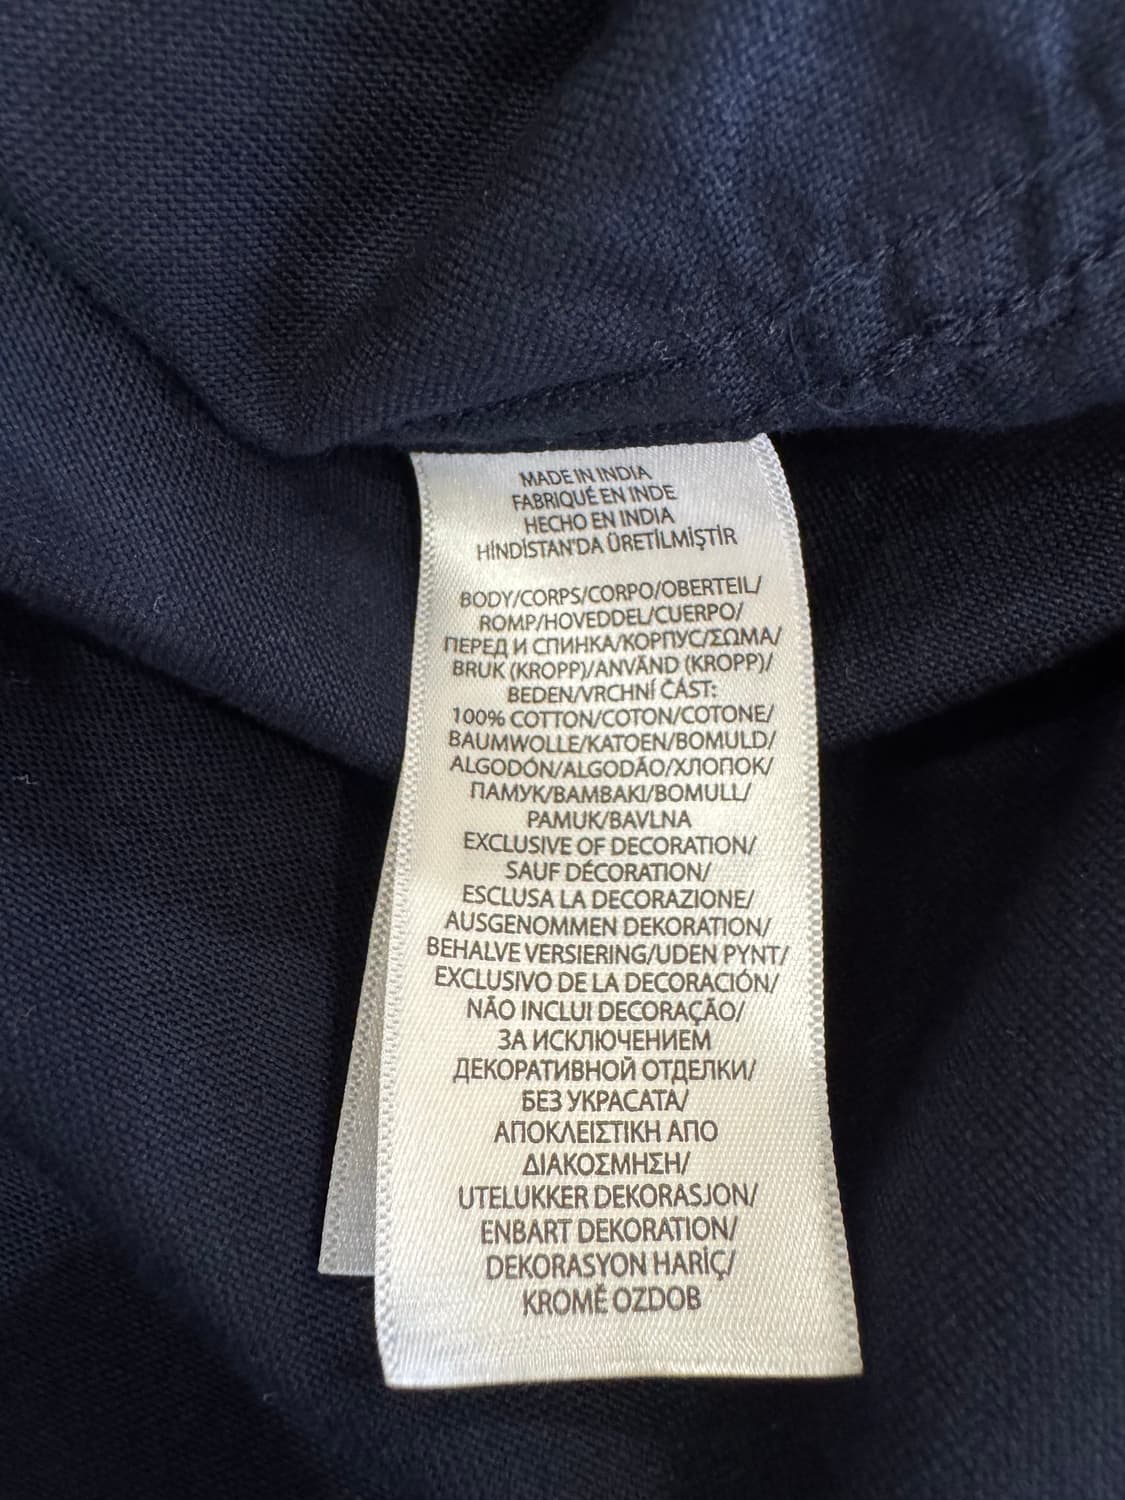 MADE IN INDIA
FABRIQUÉ EN INDE
HECHO EN INDIA
HİNDİSTAN'DA ÜRETİLMİŞTİR
BODY/CORPS/CORPO/OBERTEIL/
ROMP/HOVEDDEL/CUERPO/
ПЕРЕД И СПИНКА/КОРПУС/ΣΩΜΑ/
BRUK (KROPP)/ANVÄND (KROPP)/
BEDEN/VRCHNÍ ČÁST:
100% COTTON/COTON/COTONE/
BAUMWOLLE/KATOEN/BOMULD/
ALGODÓN/ALGODÃO/ХЛОПОК/
ПАМУК/ΒΑΜΒΑΚΙ/BOMULL/
PAMUK/BAVLNA
EXCLUSIVE OF DECORATION/
SAUF DÉCORATION/
ESCLUSA LA DECORAZIONE/
AUSGENOMMEN DEKORATION/
BEHALVE VERSIERING/UDEN PYNT/
EXCLUSIVO DE LA DECORACIÓN/
NÃO INCLUI DECORAÇÃO/
ЗА ИСКЛЮЧЕНИЕМ
ДЕКОРАТИВНОЙ ОТДЕЛКИ/
БЕЗ УКРАСАТА/
ΑΠΟΚΛΕΙΣΤΙΚΗ ΑΠΟ
ΔΙΑΚΟΣΜΗΣΗ/
UTELUKKER DEKORASJON/
ENBART DEKORATION/
DEKORASYON HARİÇ/
KROMĚ OZDOB